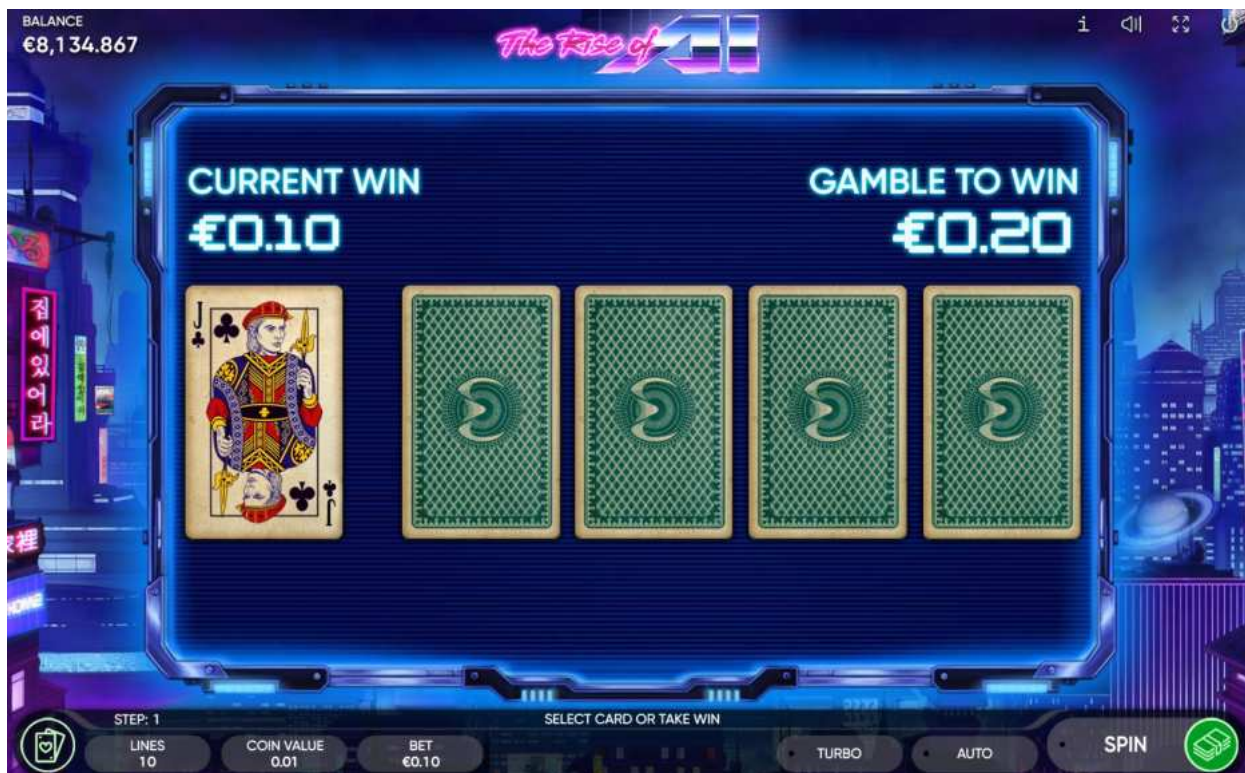 BALANCE
€8,134.867
The Rise of AI
CURRENT WIN
€0.10
GAMBLE TO WIN
€0.20
J
J
집에있어라
裡
HOME
STEP: 1
SELECT CARD OR TAKE WIN
LINES
10
COIN VALUE
0.01
BET
€0.10
TURBO
AUTO
SPIN